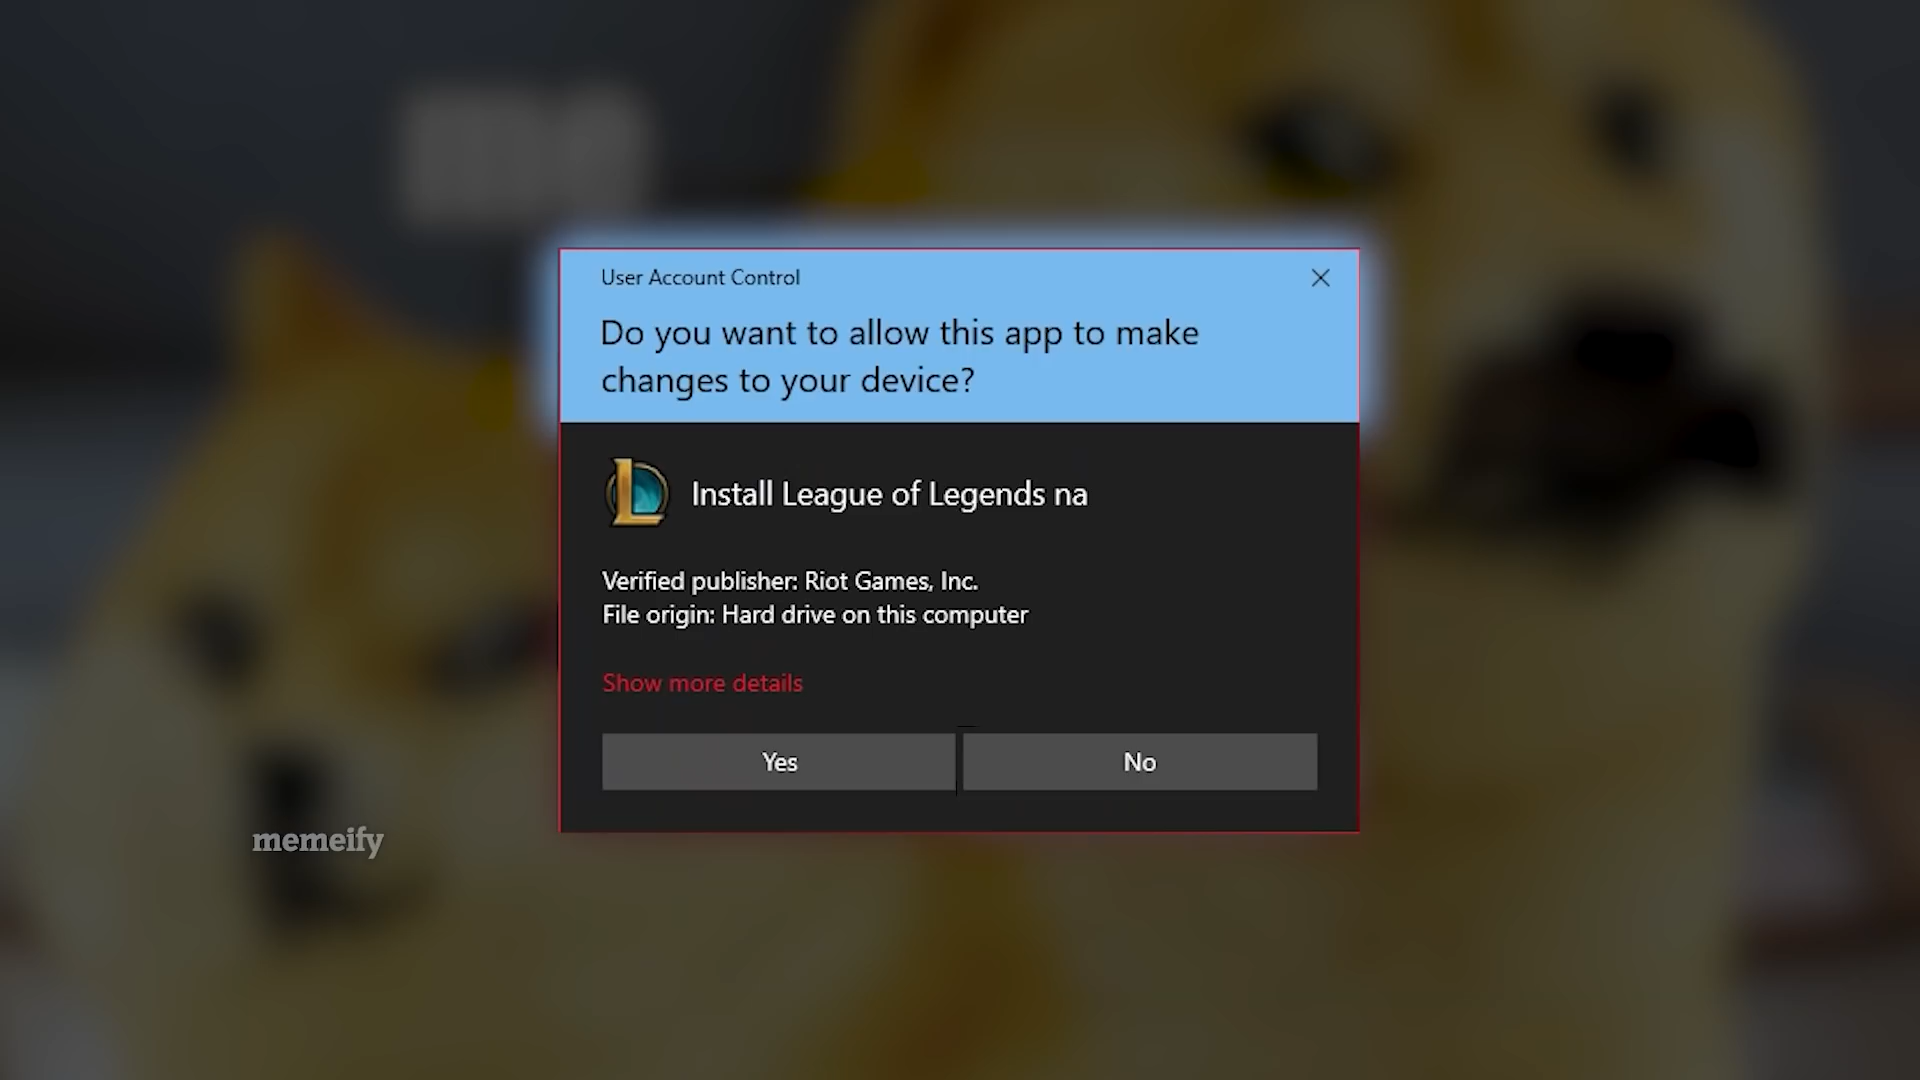 User Account Control
Do you want to allow this app to make
changes to your device?
Install League of Legends na
Verified publisher: Riot Games, Inc.
File origin: Hard drive on this computer
Show more details
Yes
No
memeify